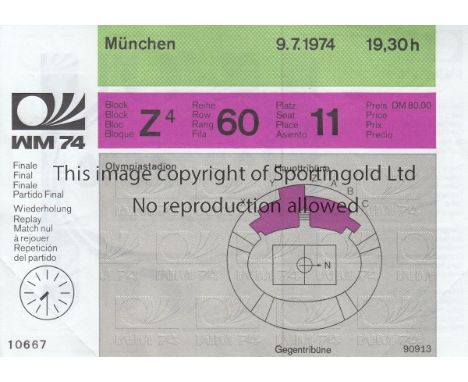 München 9.7.1974 19,30 h
Block Reihe Platz Preis DM 80.00
Block Row Seat Price
Bloc Rang Place Prix
Bloque Fila Asiento Precio
Z4 60 11
WM 74
Finale
Final
Finale
Partido Final
Wiederholung
Replay
Match nul
à rejouer
Repetición
del partido
10667
Olympiastadion Haupttribüne
This image copyright of Sportingold Ltd
No reproduction allowed
A
B
C
N
Gegentribüne 90913